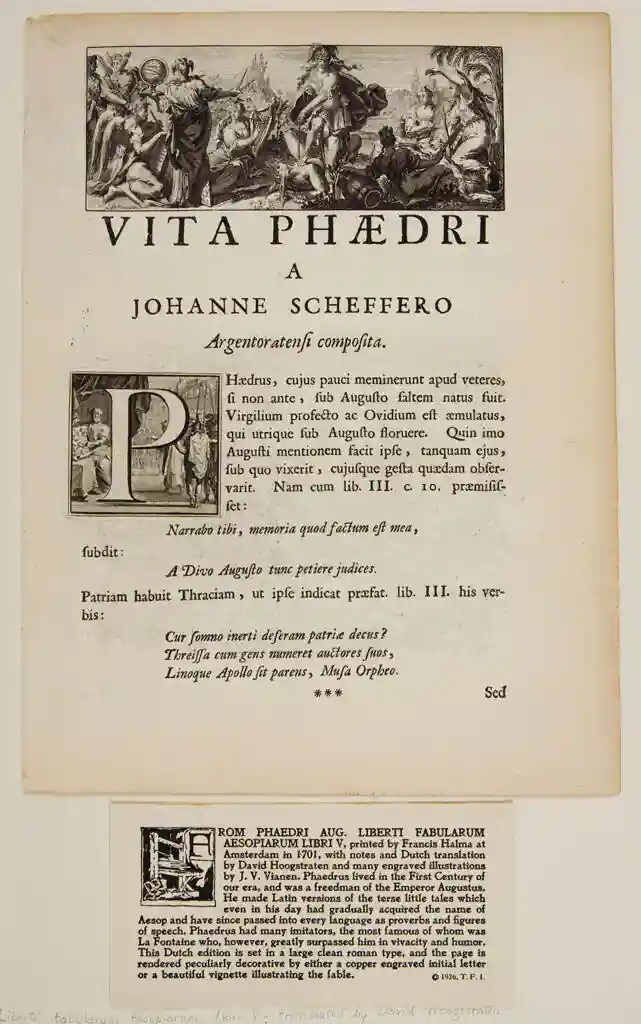 VITA PHÆDRI
A
JOHANNE SCHEFFERO
Argentoratenſi compoſita.
PHædrus, cujus pauci meminerunt apud veteres,
ſi non ante, ſub Auguſto ſaltem natus fuit.
Virgilium profecto ac Ovidium eſt æmulatus,
qui utrique ſub Auguſto floruere. Quin imo
Auguſti mentionem facit ipſe, tanquam ejus,
ſub quo vixerit, cujuſque geſta quædam obſer-
varit. Nam cum lib. III. c. 10. præmiſiſ-
ſet:
Narrabo tibi, memoria quod factum eſt mea,
ſubdit:
A Divo Auguſto tunc petiere judices.
Patriam habuit Thraciam, ut ipſe indicat præfat. lib. III. his ver-
bis:
Cur ſomno inerti deſeram patriæ decus?
Threiſſa cum gens numeret auctores ſuos,
Linoque Apollo ſit parens, Muſa Orpheo.
***
Sed
FROM PHAEDRI AUG. LIBERTI FABULARUM
AESOPIARUM LIBRI V, printed by Francis Halma at
Amsterdam in 1701, with notes and Dutch translation
by David Hoogstraten and many engraved illustrations
by J. V. Vianen. Phaedrus lived in the First Century of
our era, and was a freedman of the Emperor Augustus.
He made Latin versions of the terse little tales which
even in his day had gradually acquired the name of
Aesop and have since passed into every language as proverbs and figures
of speech. Phaedrus had many imitators, the most famous of whom was
La Fontaine who, however, greatly surpassed him in vivacity and humor.
This Dutch edition is set in a large clean roman type, and the page is
rendered peculiarly decorative by either a copper engraved initial letter
or a beautiful vignette illustrating the fable.
© 1926, T. F. I.
Liberti fabularum Aesopiarum libri V; translated by David Hoogstraten